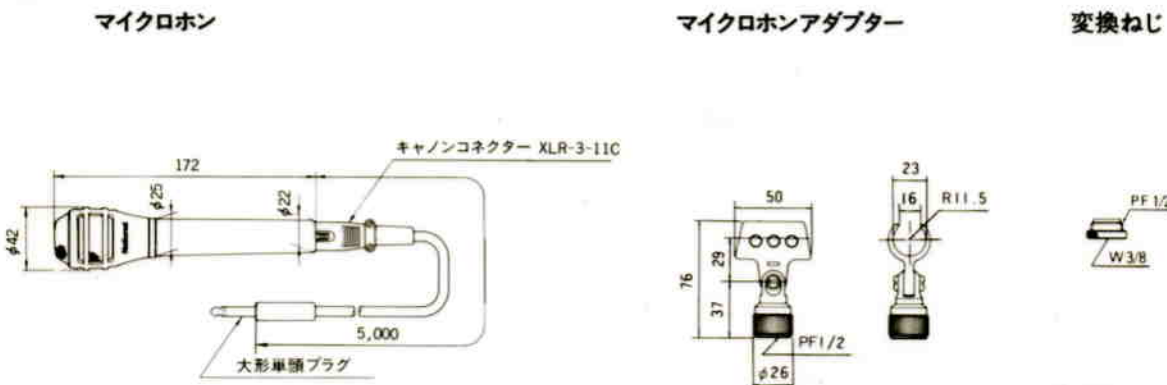 マイクロホン
マイクロホンアダプター
変換ねじ
キャノンコネクター XLR-3-11C
172
φ25
φ22
φ42
5,000
大形単頭プラグ
50
76
29
37
PF1/2
φ26
23
16
R11.5
PF 1/2
W3/8